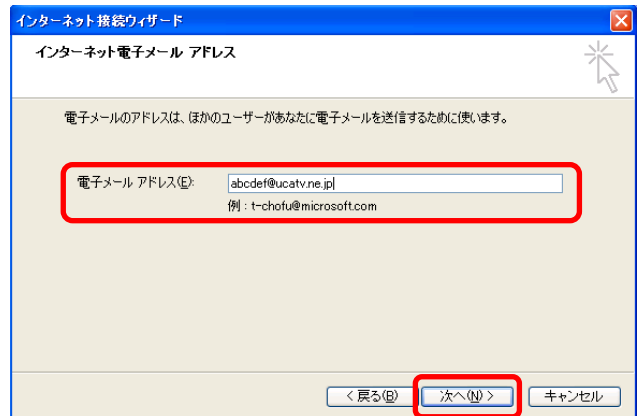 インターネット接続ウィザード
インターネット電子メール アドレス
電子メールのアドレスは、ほかのユーザーがあなたに電子メールを送信するために使います。
電子メール アドレス(E):
abcdef@ucatv.ne.jp
例 : t-chofu@microsoft.com
< 戻る(B)
次へ(N) >
キャンセル